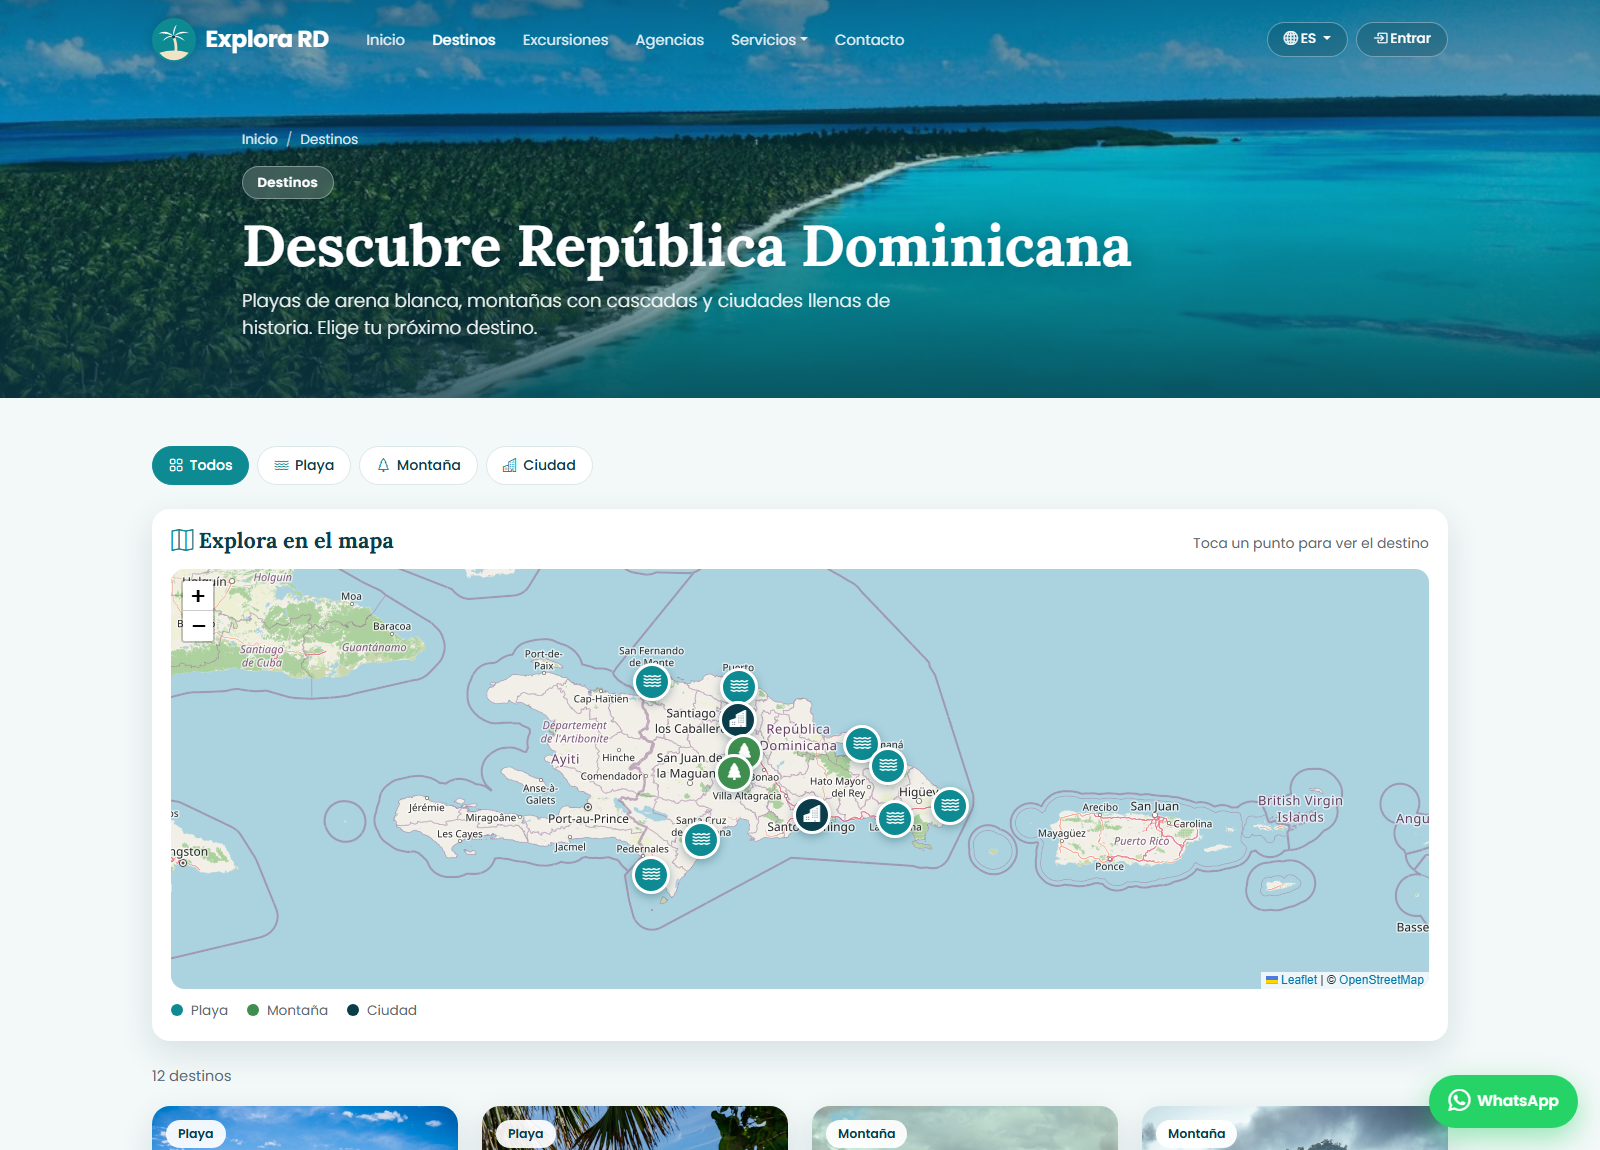 Explora RD
Inicio
Destinos
Excursiones
Agencias
Servicios
Contacto
ES
Entrar
Inicio / Destinos
Destinos
Descubre República Dominicana
Playas de arena blanca, montañas con cascadas y ciudades llenas de
historia. Elige tu próximo destino.
Todos
Playa
Montaña
Ciudad
Explora en el mapa
Toca un punto para ver el destino
+
−
Holguín
Moa
Baracoa
Santiago
de Cuba
Guantánamo
Port-de-
Paix
San Fernando
de Monte
Puerto
Cap-Haïtien
Santiago
los Caballeros
Département
de l'Artibonite
República
Dominicana
Ayiti
Hinche
San Juan de
la Maguana
Comendador
Bonao
Hato Mayor
del Rey
Higüey
Villa Altagracia
Anse-à-
Galets
Jérémie
Miragoâne
Port-au-Prince
Les Cayes
Jacmel
Pedernales
Santa Cruz
Santo Domingo
Arecibo
San Juan
Carolina
Mayagüez
Puerto Rico
Ponce
British Virgin
Islands
Angu
Basse
ngston
Leaflet | © OpenStreetMap
Playa
Montaña
Ciudad
12 destinos
WhatsApp
Playa
Playa
Montaña
Montaña